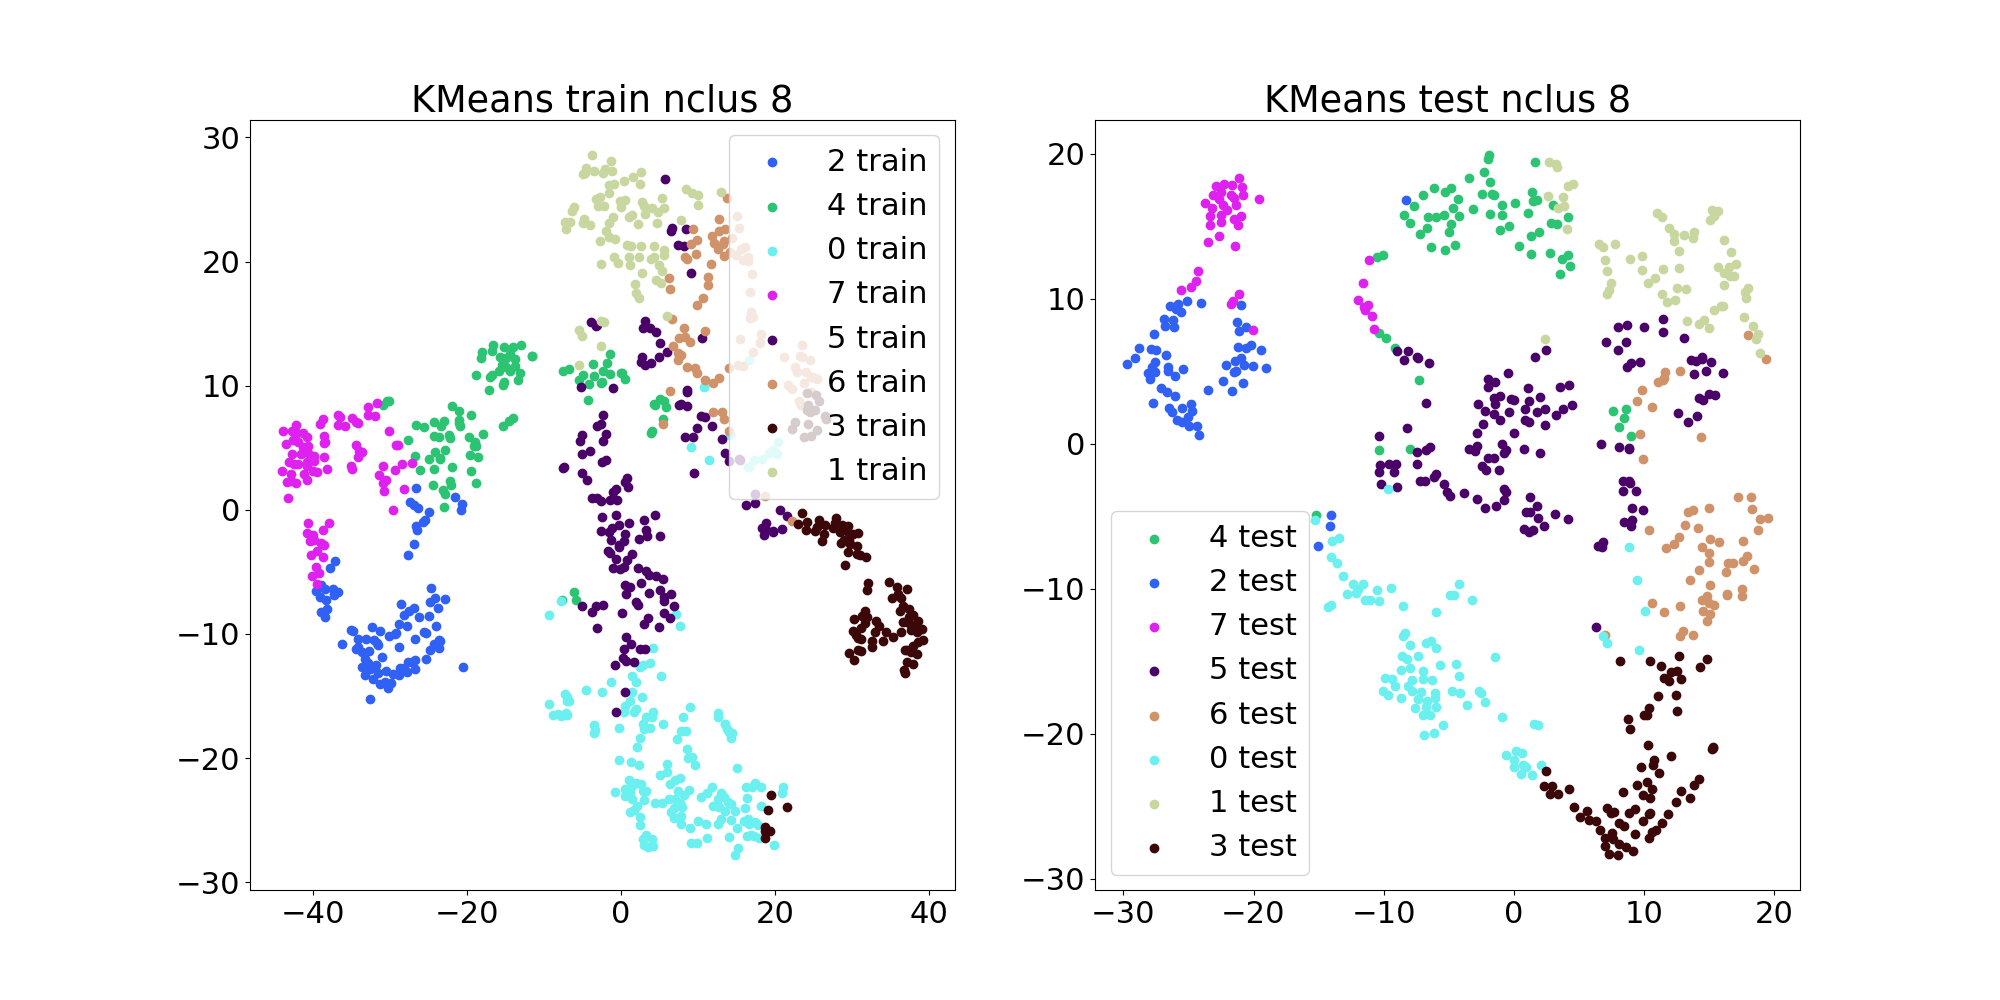 KMeans train nclus 8
30
20
10
0
−10
−20
−30
−40
−20
0
20
40
2 train
4 train
0 train
7 train
5 train
6 train
3 train
1 train
KMeans test nclus 8
20
10
0
−10
−20
−30
−30
−20
−10
0
10
20
4 test
2 test
7 test
5 test
6 test
0 test
1 test
3 test